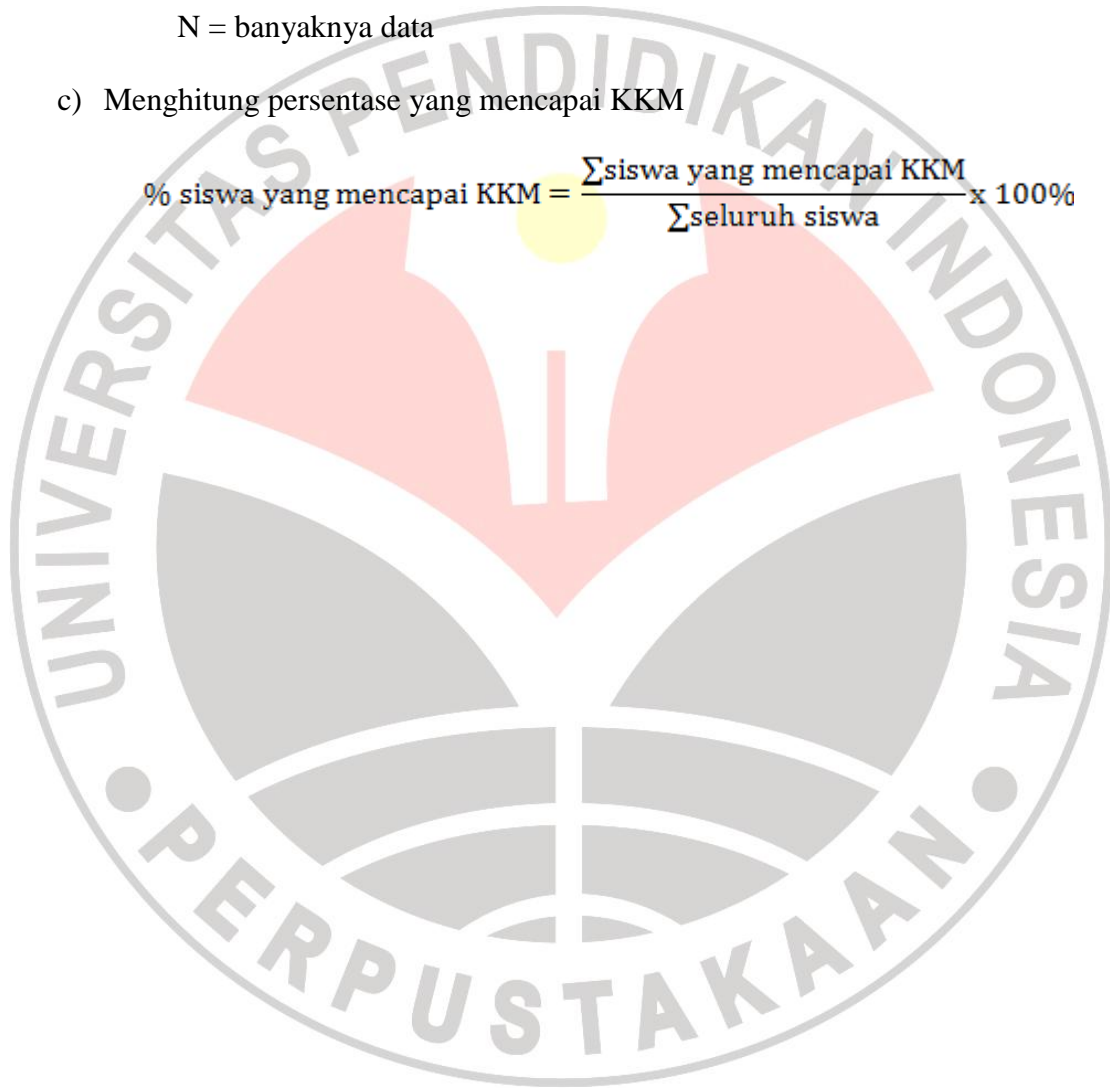 N = banyaknya data
c) Menghitung persentase yang mencapai KKM
% siswa yang mencapai KKM = ∑siswa yang mencapai KKM / ∑seluruh siswa x 100%
UNIVERSITAS PENDIDIKAN INDONESIA
PERPUSTAKAAN